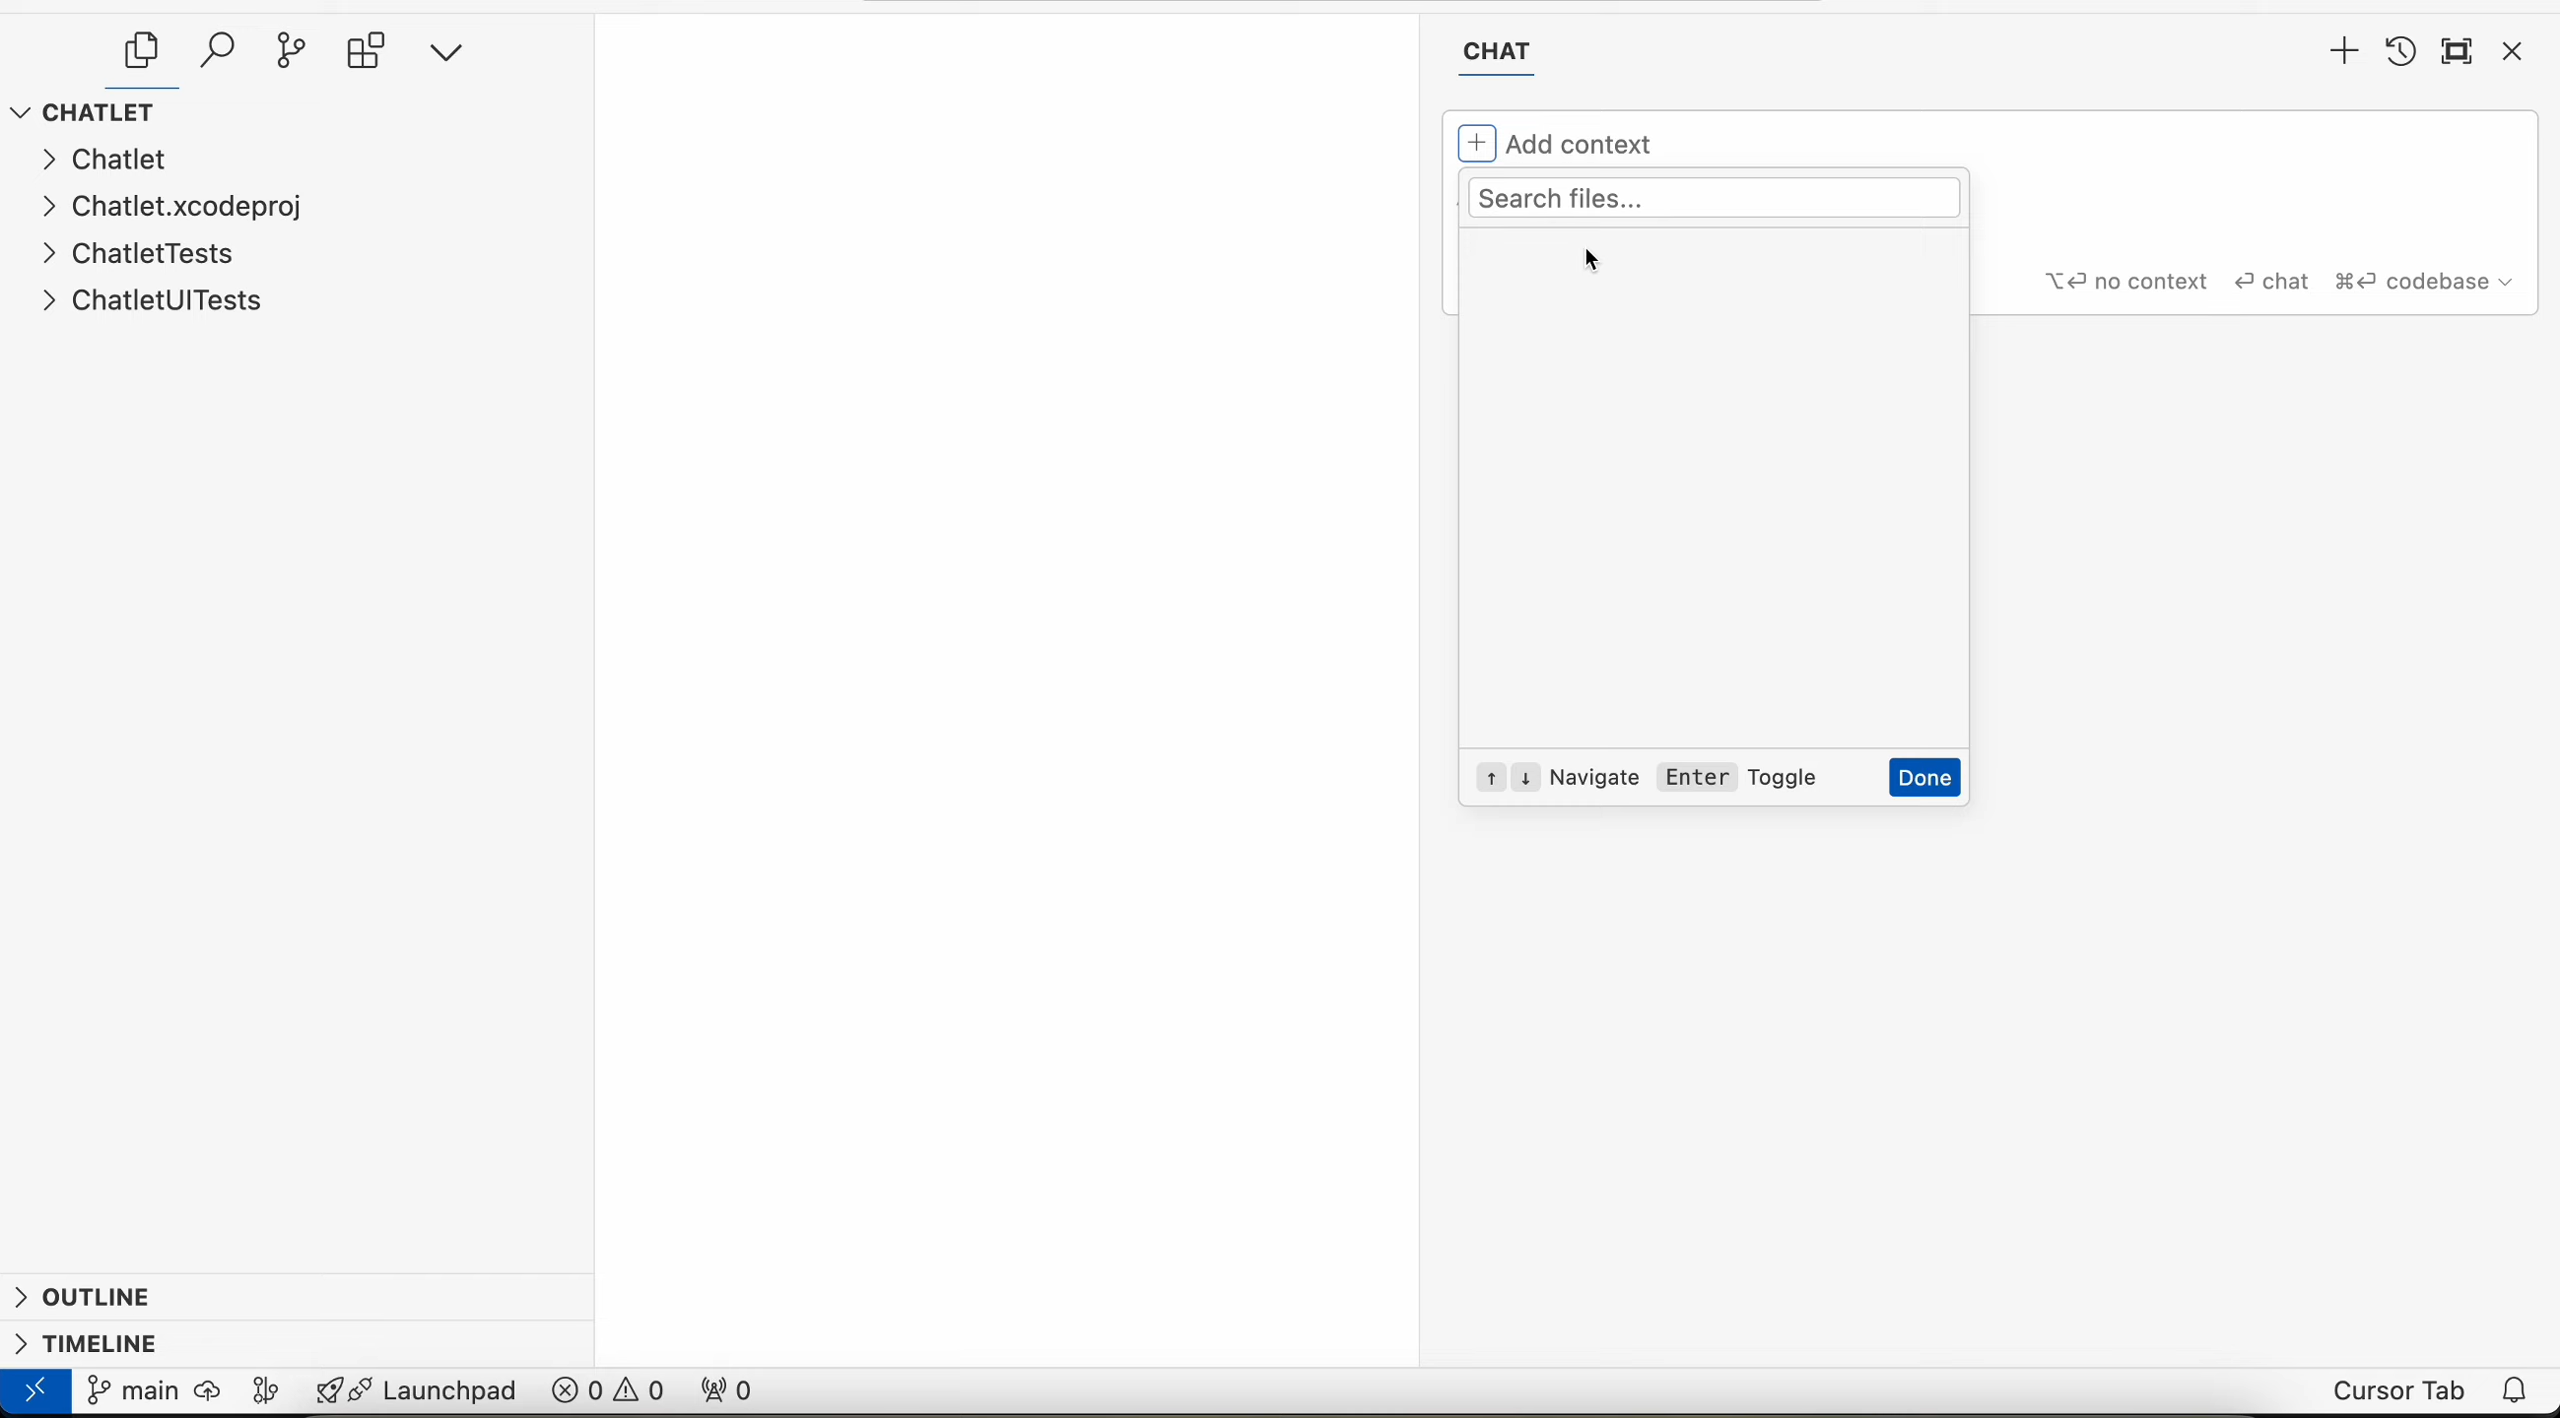 CHATLET
Chatlet
Chatlet.xcodeproj
ChatletTests
ChatletUITests
OUTLINE
TIMELINE
CHAT
Add context
Search files...
⌥⏎ no context ⏎ chat ⌘⏎ codebase
↑ ↓ Navigate Enter Toggle Done
main Launchpad 0 0 0 Cursor Tab